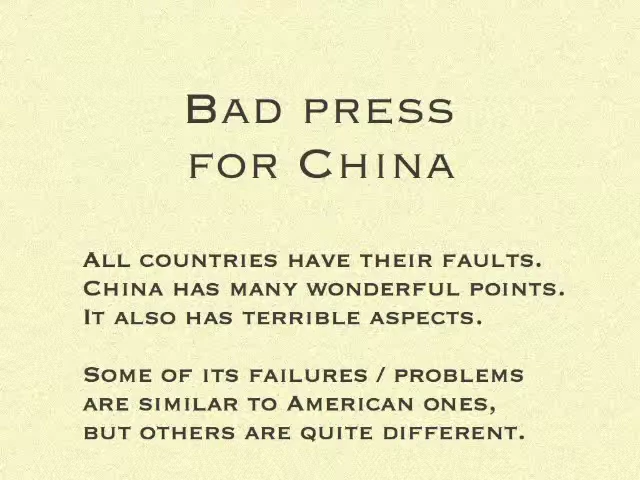 Bad press
for China
All countries have their faults.
China has many wonderful points.
It also has terrible aspects.
Some of its failures / problems
are similar to American ones,
but others are quite different.